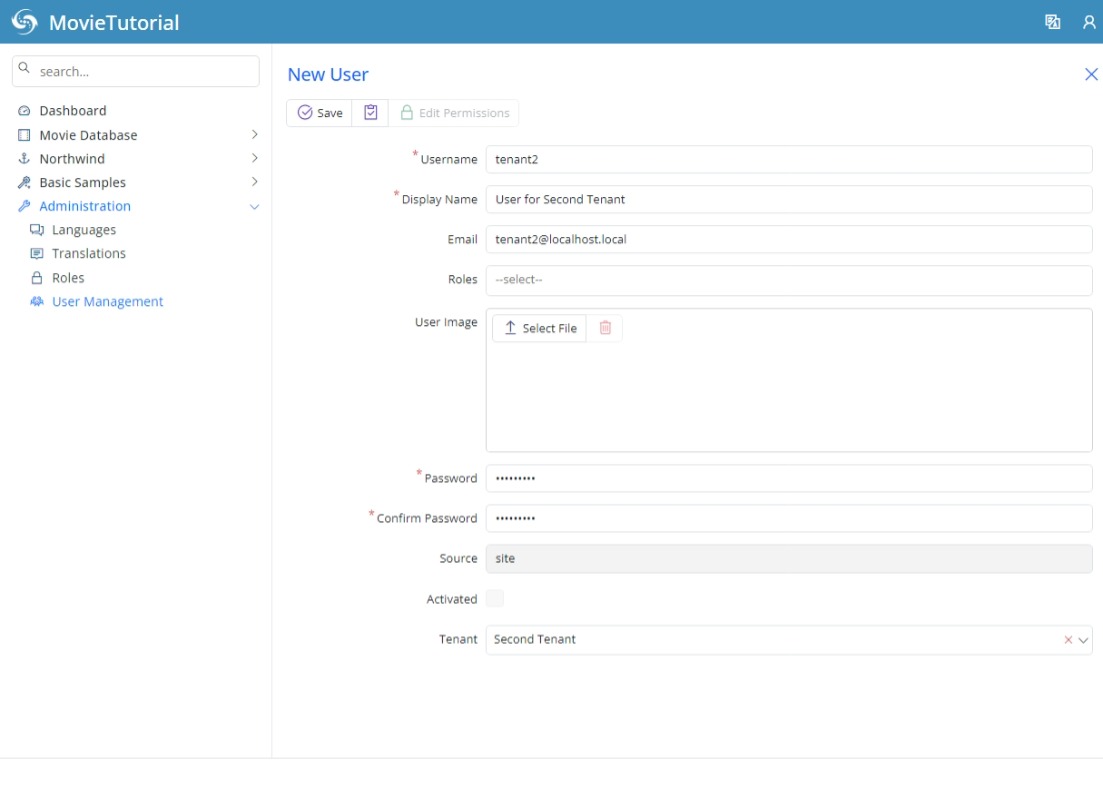 MovieTutorial
search...
Dashboard
Movie Database
Northwind
Basic Samples
Administration
Languages
Translations
Roles
User Management
New User
Save
Edit Permissions
* Username tenant2
* Display Name User for Second Tenant
Email tenant2@localhost.local
Roles --select--
User Image Select File
* Password •••••••••
* Confirm Password •••••••••
Source site
Activated
Tenant Second Tenant